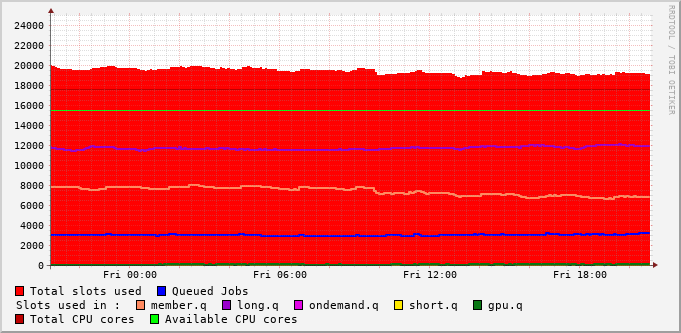 RRDTOOL / TOBI OETIKER
24000
22000
20000
18000
16000
14000
12000
10000
8000
6000
4000
2000
0
Fri 00:00 Fri 06:00 Fri 12:00 Fri 18:00
Total slots used Queued Jobs
Slots used in : member.q long.q ondemand.q short.q gpu.q
Total CPU cores Available CPU cores